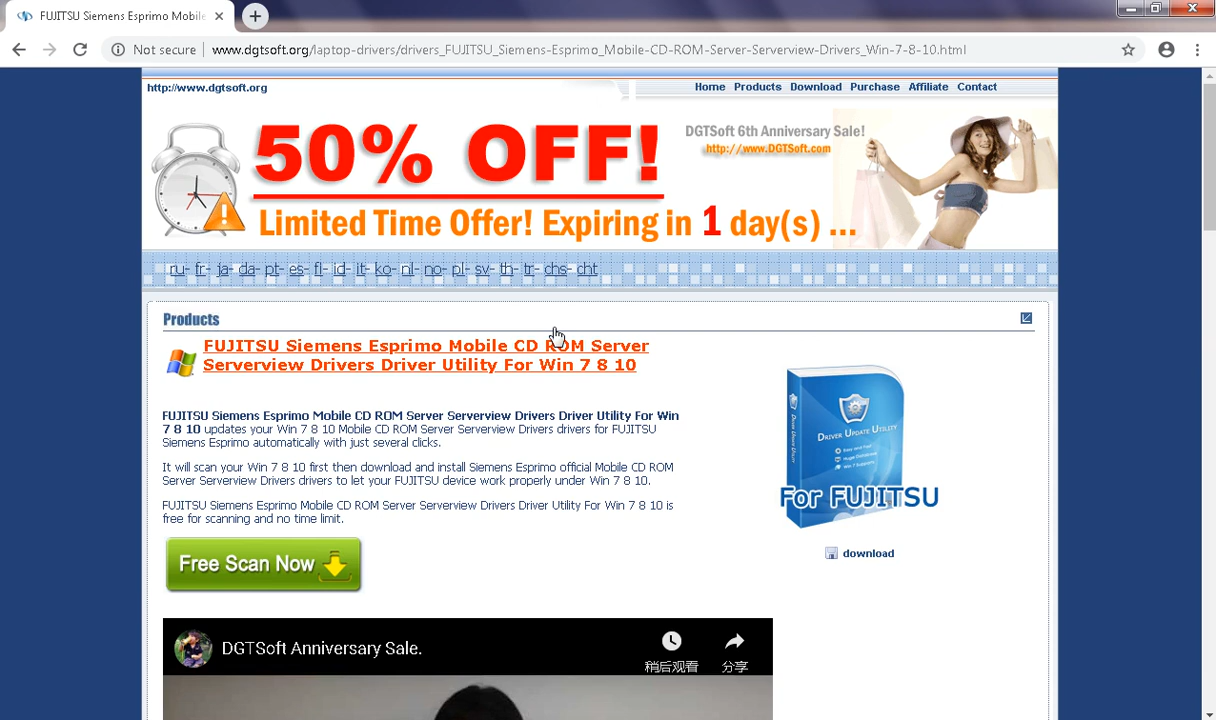 FUJITSU Siemens Esprimo Mobile
Not secure
www.dgtsoft.org/laptop-drivers/drivers_FUJITSU_Siemens-Esprimo_Mobile-CD-ROM-Server-Serverview-Drivers_Win-7-8-10.html
http://www.dgtsoft.org
Home Products Download Purchase Affiliate Contact
50% OFF!
DGTSoft 6th Anniversary Sale!
http://www.DGTSoft.com
Limited Time Offer! Expiring in 1 day(s) ...
ru- fr- ja- da- pt- es- fi- id- it- ko- nl- no- pl- sv- th- tr- chs- cht
Products
FUJITSU Siemens Esprimo Mobile CD ROM Server
Serverview Drivers Driver Utility For Win 7 8 10
FUJITSU Siemens Esprimo Mobile CD ROM Server Serverview Drivers Driver Utility For Win
7 8 10 updates your Win 7 8 10 Mobile CD ROM Server Serverview Drivers drivers for FUJITSU
Siemens Esprimo automatically with just several clicks.
It will scan your Win 7 8 10 first then download and install Siemens Esprimo official Mobile CD ROM
Server Serverview Drivers drivers to let your FUJITSU device work properly under Win 7 8 10.
FUJITSU Siemens Esprimo Mobile CD ROM Server Serverview Drivers Driver Utility For Win 7 8 10 is
free for scanning and no time limit.
Free Scan Now
Driver Update Utility
Easy and Fast
Huge Database
Win 7 Supports
For FUJITSU
download
DGTSoft Anniversary Sale.
稍后观看
分享